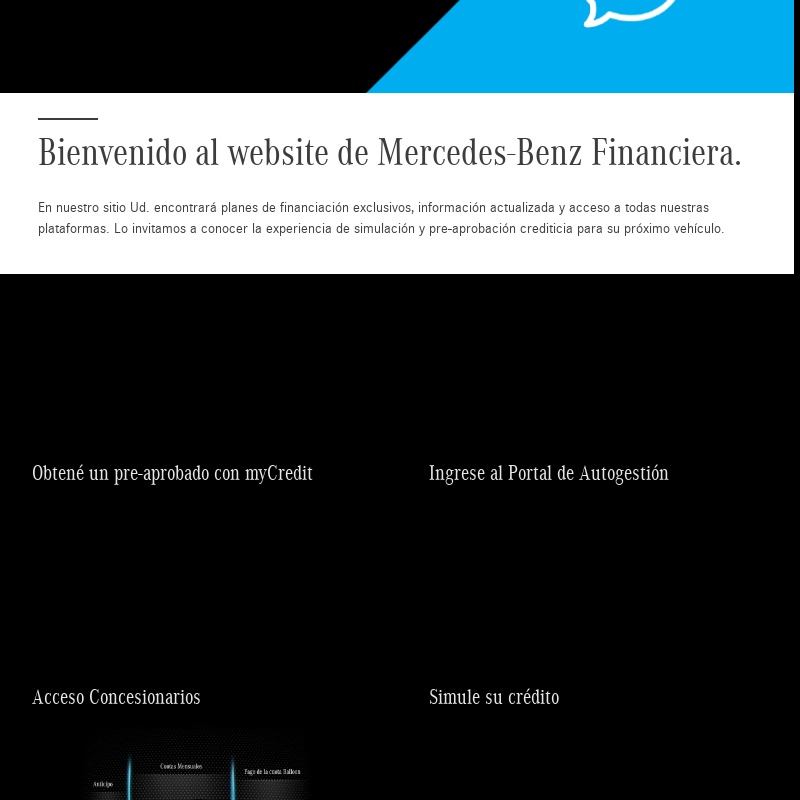 Bienvenido al website de Mercedes-Benz Financiera.
En nuestro sitio Ud. encontrará planes de financiación exclusivos, información actualizada y acceso a todas nuestras
plataformas. Lo invitamos a conocer la experiencia de simulación y pre-aprobación crediticia para su próximo vehículo.
Obtené un pre-aprobado con myCredit
Ingrese al Portal de Autogestión
Acceso Concesionarios
Simule su crédito
Cuotas Mensuales
Pago de la cuota Balloon
Anticipo